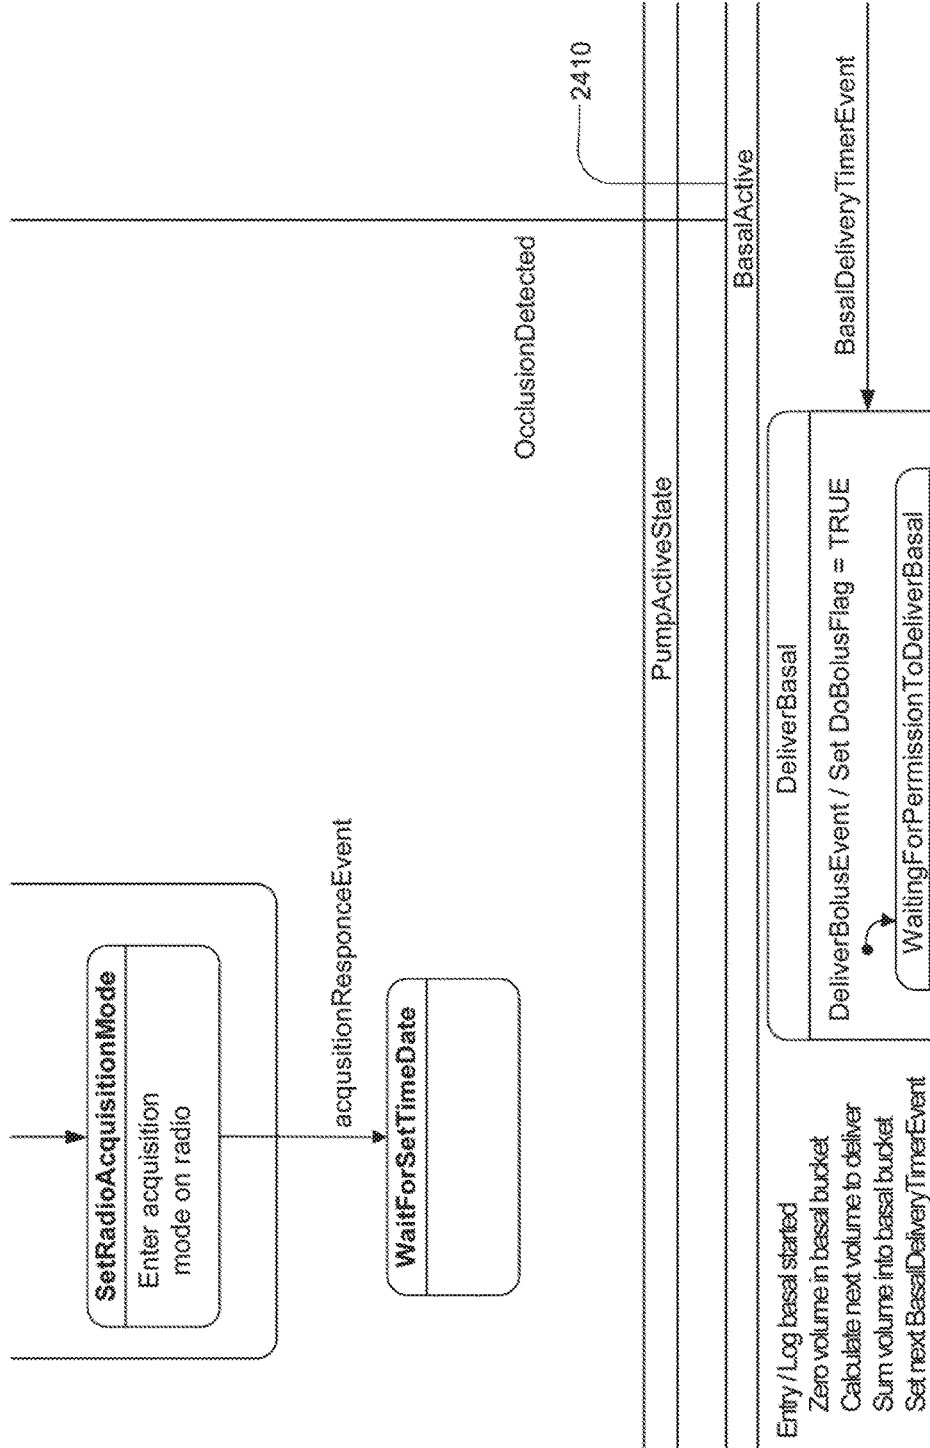 SetRadioAcquisitionMode
Enter acquisition
mode on radio
acqusitionResponceEvent
WaitForSetTimeDate
OcclusionDetected
2410
PumpActiveState
BasalActive
Entry / Log basal started
Zero volume in basal bucket
Calculate next volume to deliver
Sum volume into basal bucket
Set next BasalDeliveryTimerEvent
DeliverBasal
DeliverBolusEvent / Set DoBolusFlag = TRUE
WaitingForPermissionToDeliverBasal
BasalDeliveryTimerEvent